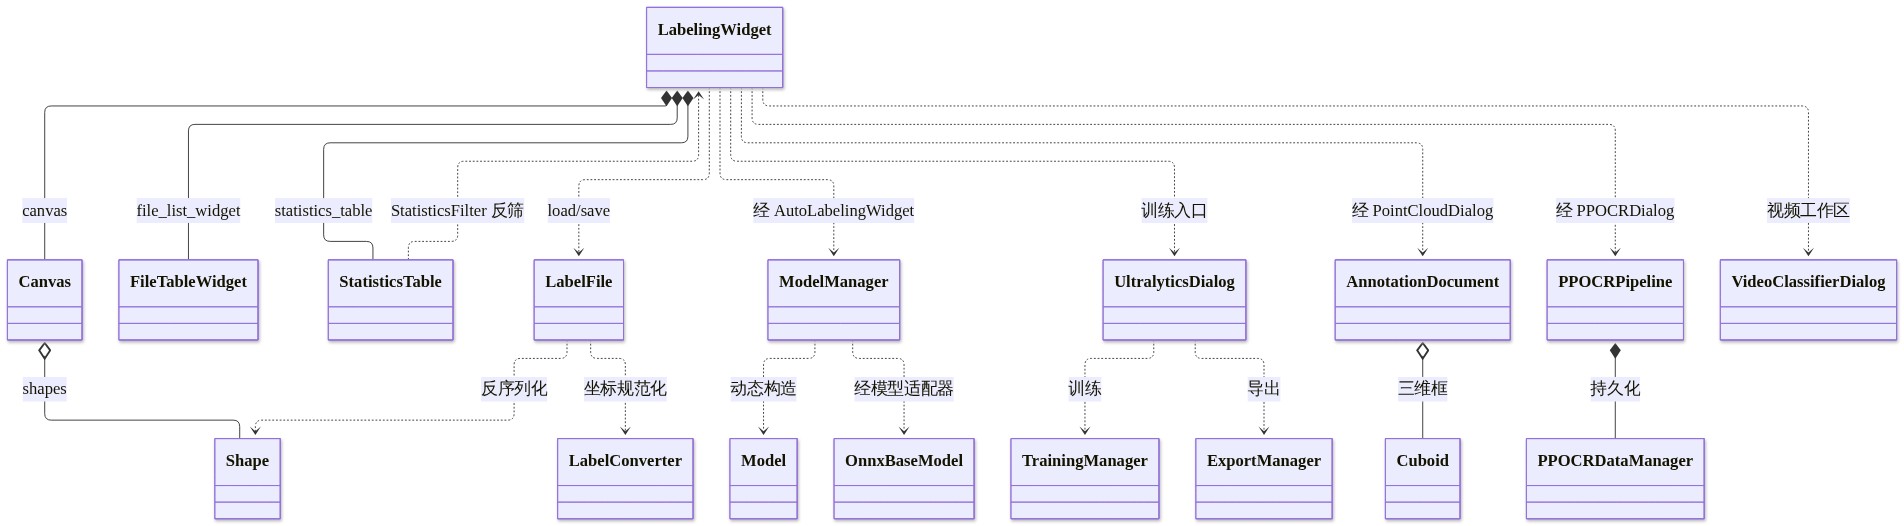 LabelingWidget
canvas
file_list_widget
statistics_table
StatisticsFilter 反筛
load/save
经 AutoLabelingWidget
训练入口
经 PointCloudDialog
经 PPOCRDialog
视频工作区
Canvas
FileTableWidget
StatisticsTable
LabelFile
ModelManager
UltralyticsDialog
AnnotationDocument
PPOCRPipeline
VideoClassifierDialog
shapes
反序列化
坐标规范化
动态构造
经模型适配器
训练
导出
三维框
持久化
Shape
LabelConverter
Model
OnnxBaseModel
TrainingManager
ExportManager
Cuboid
PPOCRDataManager